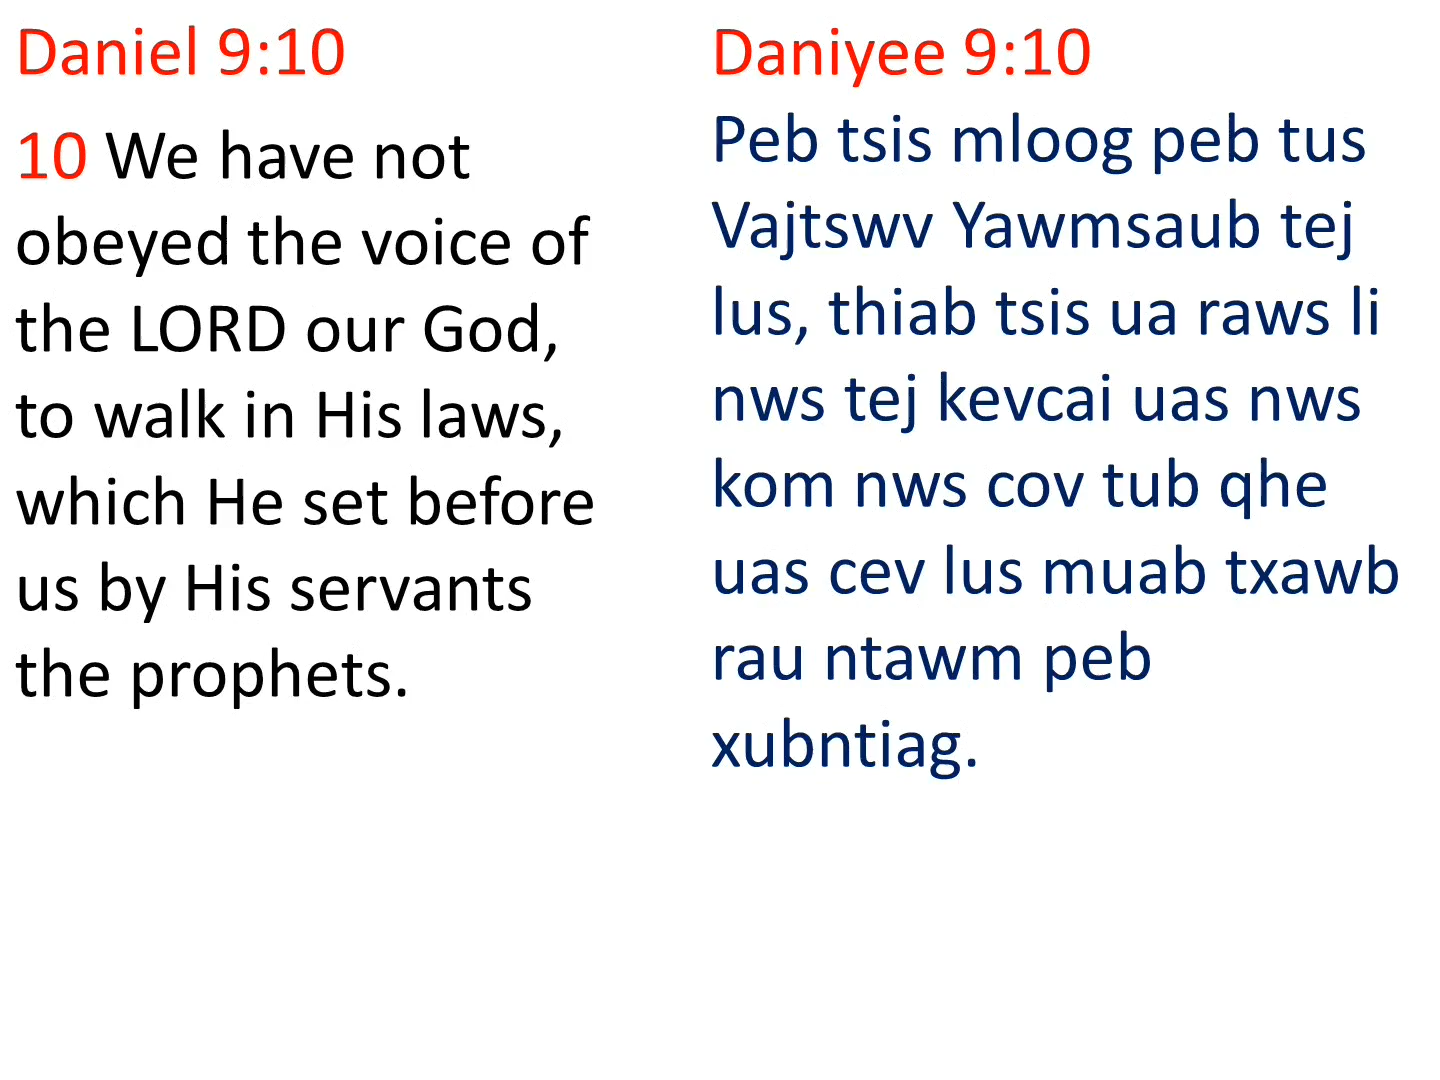 Daniel 9:10
10 We have not
obeyed the voice of
the LORD our God,
to walk in His laws,
which He set before
us by His servants
the prophets.
Daniyee 9:10
Peb tsis mloog peb tus
Vajtswv Yawmsaub tej
lus, thiab tsis ua raws li
nws tej kevcai uas nws
kom nws cov tub qhe
uas cev lus muab txawb
rau ntawm peb
xubntiag.